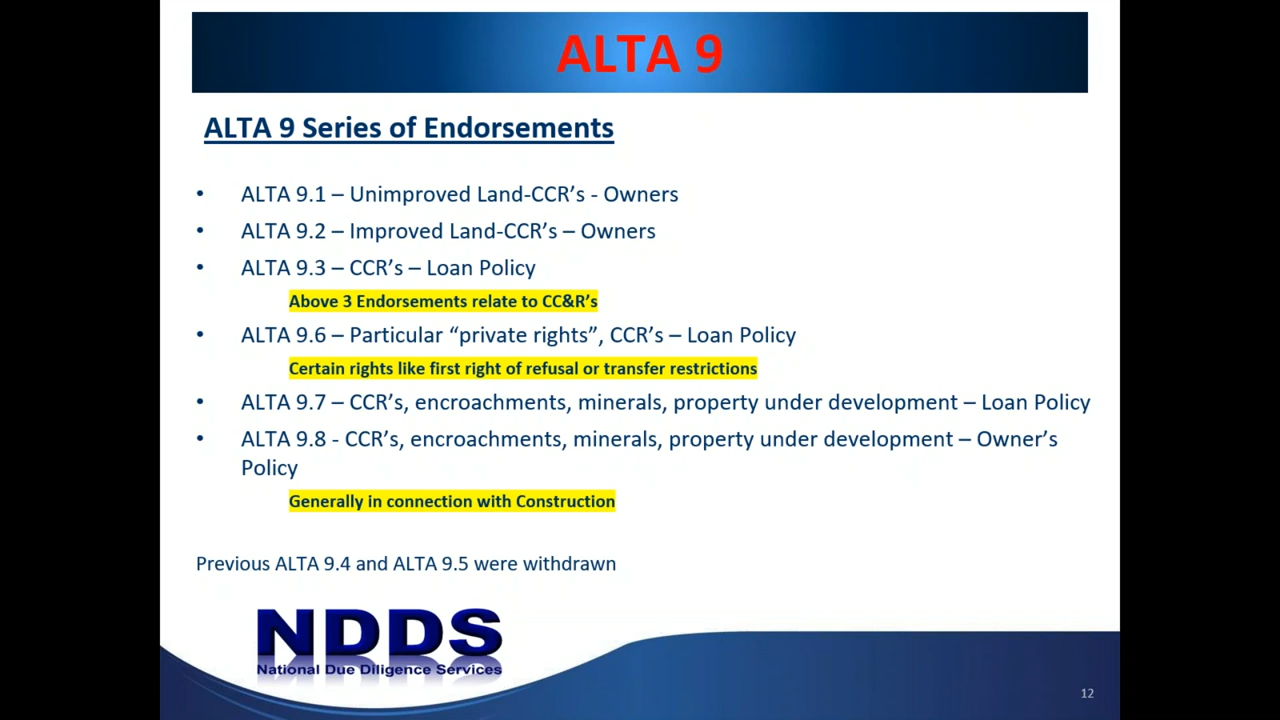 ALTA 9
ALTA 9 Series of Endorsements
• ALTA 9.1 – Unimproved Land-CCR’s - Owners
• ALTA 9.2 – Improved Land-CCR’s – Owners
• ALTA 9.3 – CCR’s – Loan Policy
Above 3 Endorsements relate to CC&R’s
• ALTA 9.6 – Particular “private rights”, CCR’s – Loan Policy
Certain rights like first right of refusal or transfer restrictions
• ALTA 9.7 – CCR’s, encroachments, minerals, property under development – Loan Policy
• ALTA 9.8 - CCR’s, encroachments, minerals, property under development – Owner’s
Policy
Generally in connection with Construction
Previous ALTA 9.4 and ALTA 9.5 were withdrawn
NDDS
National Due Diligence Services
12